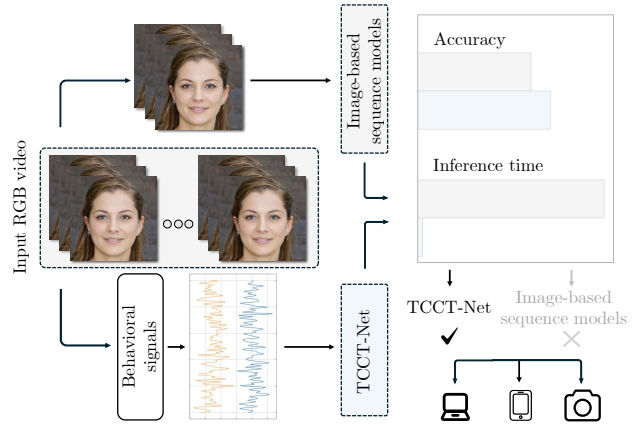 Input RGB video
Image-based
sequence models
Behavioral
signals
TCCT-Net
Accuracy
Inference time
TCCT-Net
Image-based
sequence models